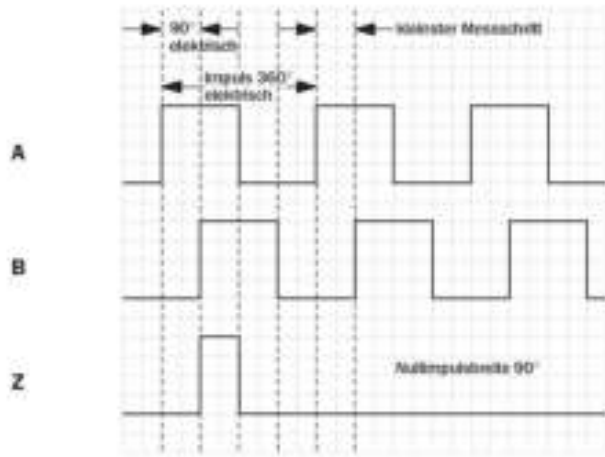 90°
elektrisch
kleinster Messschritt
Impuls 360°
elektrisch
A
B
Z
Nullimpulsbreite 90°